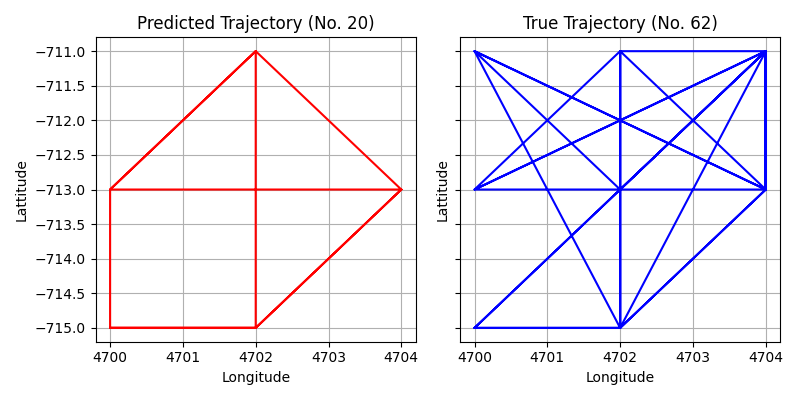 Predicted Trajectory (No. 20)
True Trajectory (No. 62)
−711.0
−711.5
−712.0
−712.5
−713.0
−713.5
−714.0
−714.5
−715.0
Lattitude
Lattitude
4700 4701 4702 4703 4704
4700 4701 4702 4703 4704
Longitude
Longitude